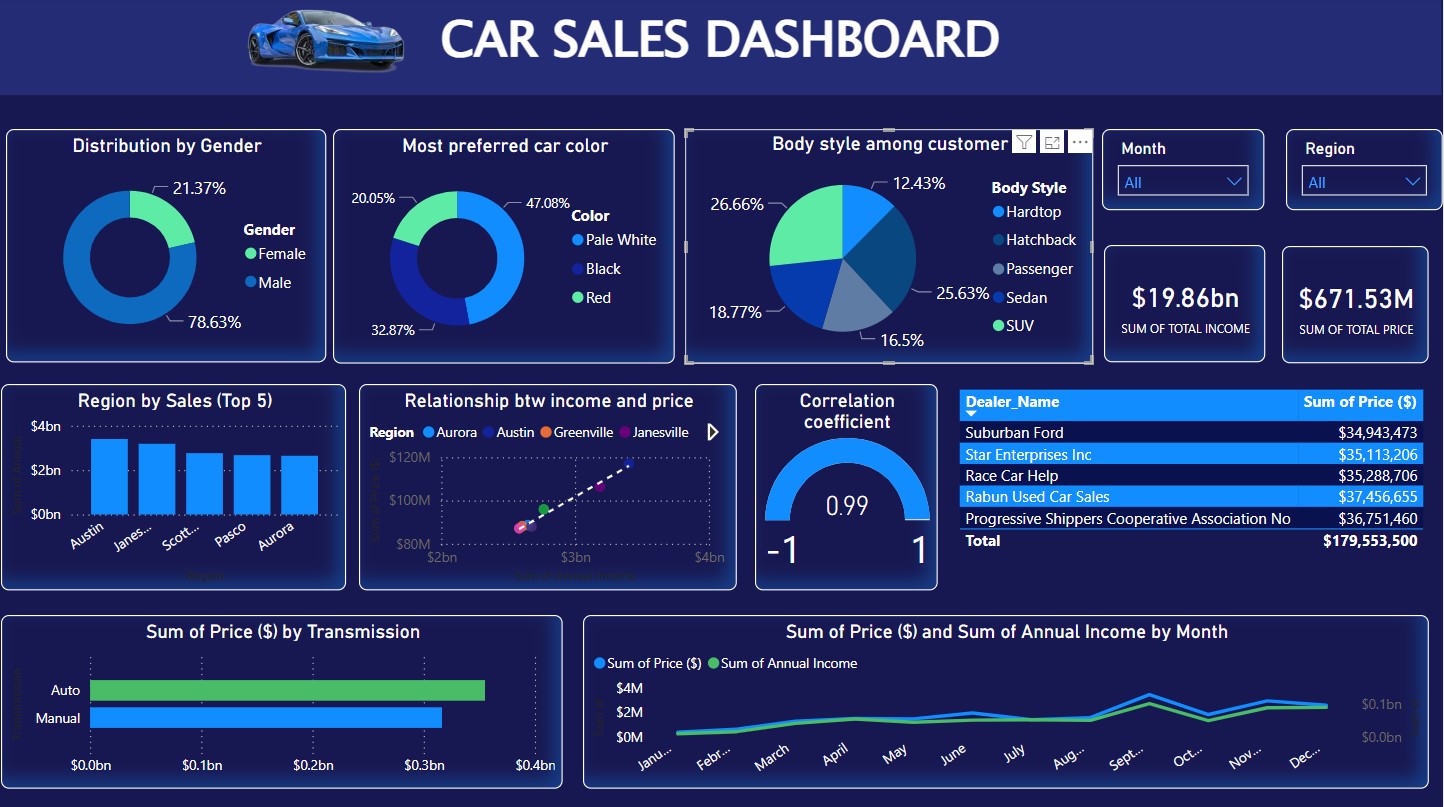 CAR SALES DASHBOARD
Distribution by Gender
21.37%
78.63%
Gender
Female
Male
Most preferred car color
20.05%
47.08%
32.87%
Color
Pale White
Black
Red
Body style among customer
12.43%
26.66%
25.63%
18.77%
16.5%
Body Style
Hardtop
Hatchback
Passenger
Sedan
SUV
Month
All
Region
All
$19.86bn
SUM OF TOTAL INCOME
$671.53M
SUM OF TOTAL PRICE
Region by Sales (Top 5)
$4bn
$2bn
$0bn
Austin
Janes...
Scott...
Pasco
Aurora
Region
Relationship btw income and price
Region Aurora Austin Greenville Janesville
$120M
$100M
$80M
$2bn $3bn $4bn
Correlation
coefficient
0.99
-1 1
Dealer_Name Sum of Price ($)
Suburban Ford $34,943,473
Star Enterprises Inc $35,113,206
Race Car Help $35,288,706
Rabun Used Car Sales $37,456,655
Progressive Shippers Cooperative Association No $36,751,460
Total $179,553,500
Sum of Price ($) by Transmission
Auto
Manual
$0.0bn $0.1bn $0.2bn $0.3bn $0.4bn
Sum of Price ($) and Sum of Annual Income by Month
Sum of Price ($) Sum of Annual Income
$4M
$2M
$0M
$0.1bn
$0.0bn
Janu...
Febr...
March
April
May
June
July
Aug...
Sept...
Oct...
Nov...
Dec...